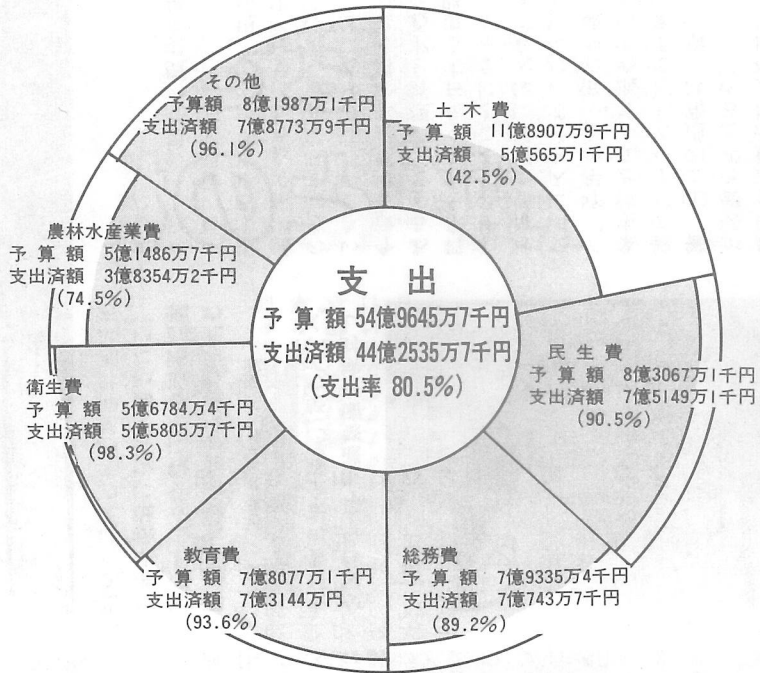 支出
予算額 54億9645万7千円
支出済額 44億2535万7千円
(支出率 80.5%)
土木費
予算額 11億8907万9千円
支出済額 5億565万1千円
(42.5%)
民生費
予算額 8億3067万1千円
支出済額 7億5149万1千円
(90.5%)
総務費
予算額 7億9335万4千円
支出済額 7億743万7千円
(89.2%)
教育費
予算額 7億8077万1千円
支出済額 7億3144万円
(93.6%)
衛生費
予算額 5億6784万4千円
支出済額 5億5805万7千円
(98.3%)
農林水産業費
予算額 5億1486万7千円
支出済額 3億8354万2千円
(74.5%)
その他
予算額 8億1987万1千円
支出済額 7億8773万9千円
(96.1%)